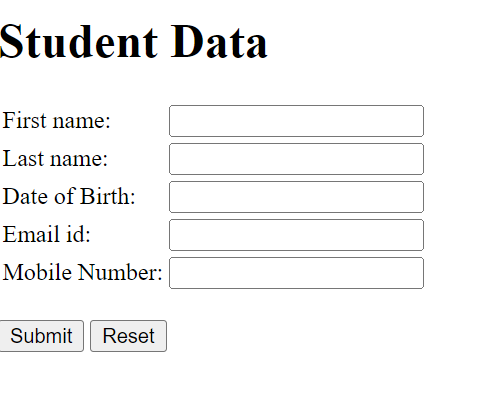 Student Data
First name:
Last name:
Date of Birth:
Email id:
Mobile Number:
Submit Reset